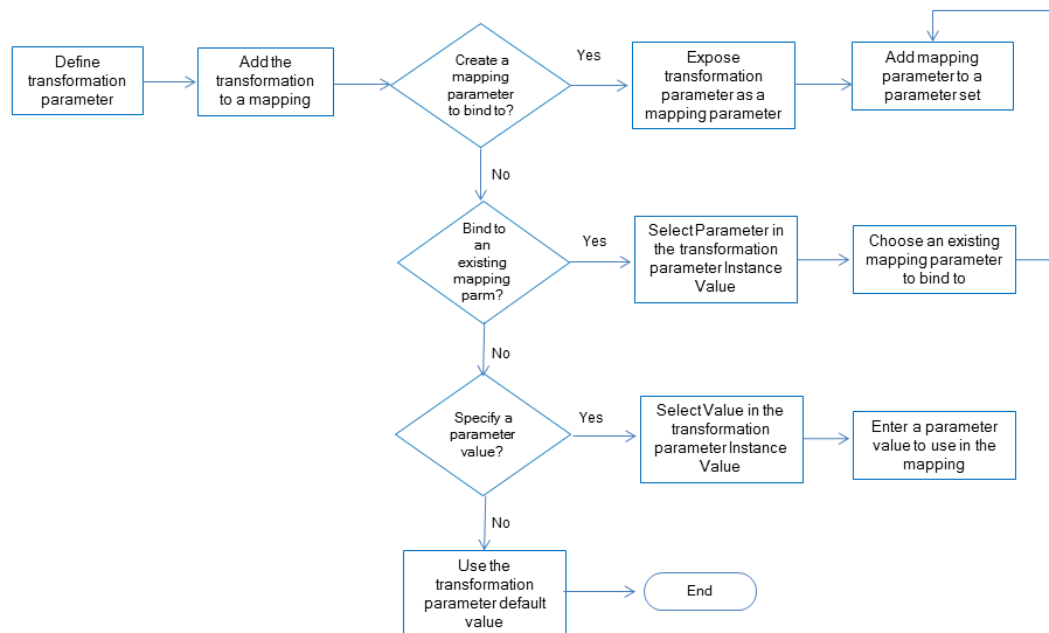 Define
transformation
parameter
Add the
transformation
to a mapping
Create a
mapping
parameter
to bind to?
Yes
Expose
transformation
parameter as a
mapping parameter
Add mapping
parameter to a
parameter set
No
Bind to
an
existing
mapping
parm?
Yes
Select Parameter in
the transformation
parameter Instance
Value
Choose an existing
mapping parameter
to bind to
No
Specify a
parameter
value?
Yes
Select Value in the
transformation
parameter Instance
Value
Enter a parameter
value to use in the
mapping
No
Use the
transformation
parameter default
value
End